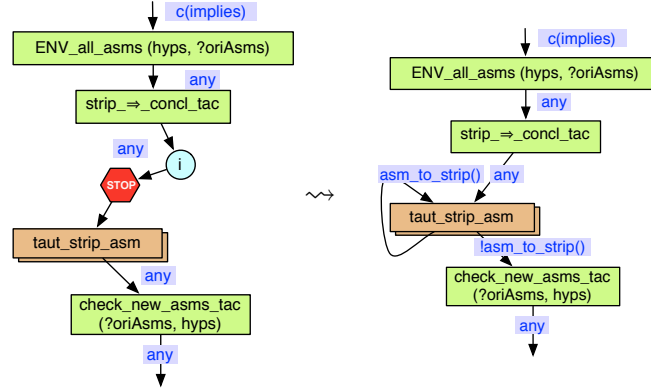 c(implies)
ENV_all_asms (hyps, ?oriAsms)
any
strip_⇒_concl_tac
any
i
STOP
taut_strip_asm
any
check_new_asms_tac
(?oriAsms, hyps)
any
⇝
c(implies)
ENV_all_asms (hyps, ?oriAsms)
any
strip_⇒_concl_tac
asm_to_strip()
any
taut_strip_asm
!asm_to_strip()
check_new_asms_tac
(?oriAsms, hyps)
any